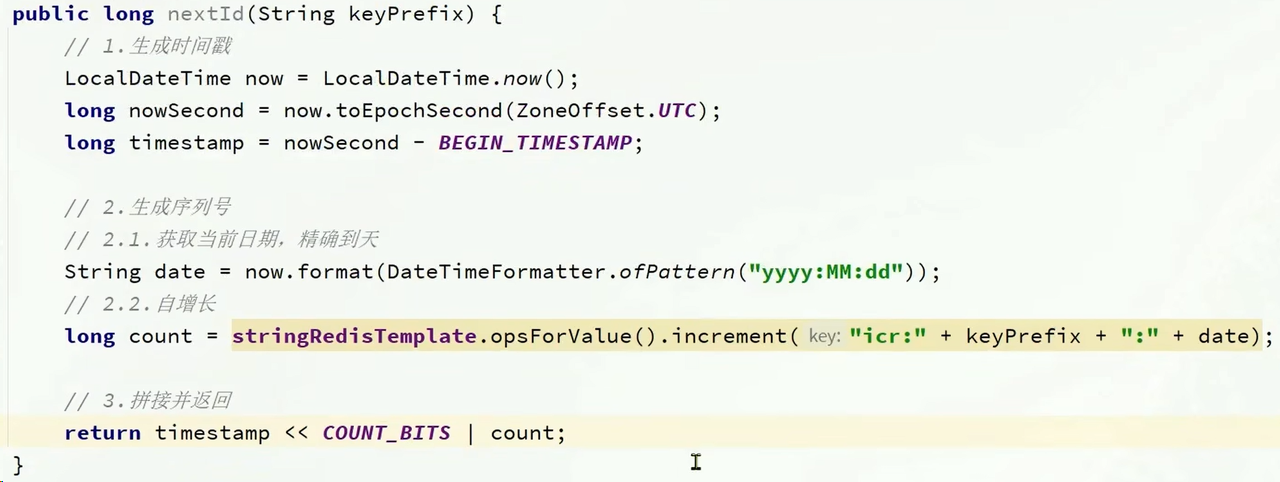 public long nextId(String keyPrefix) {
// 1.生成时间戳
LocalDateTime now = LocalDateTime.now();
long nowSecond = now.toEpochSecond(ZoneOffset.UTC);
long timestamp = nowSecond - BEGIN_TIMESTAMP;
// 2.生成序列号
// 2.1.获取当前日期，精确到天
String date = now.format(DateTimeFormatter.ofPattern("yyyy:MM:dd"));
// 2.2.自增长
long count = stringRedisTemplate.opsForValue().increment( key: "icr:" + keyPrefix + ":" + date);
// 3.拼接并返回
return timestamp << COUNT_BITS | count;
}